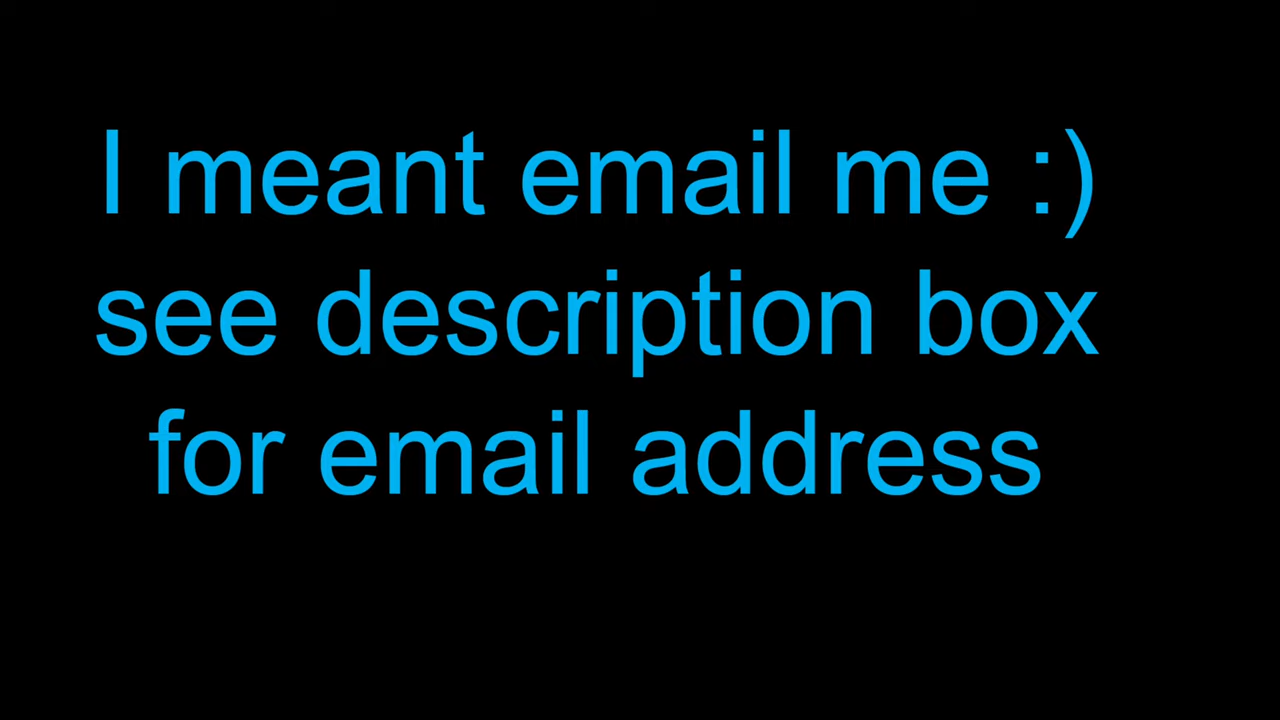 I meant email me :)
see description box
for email address